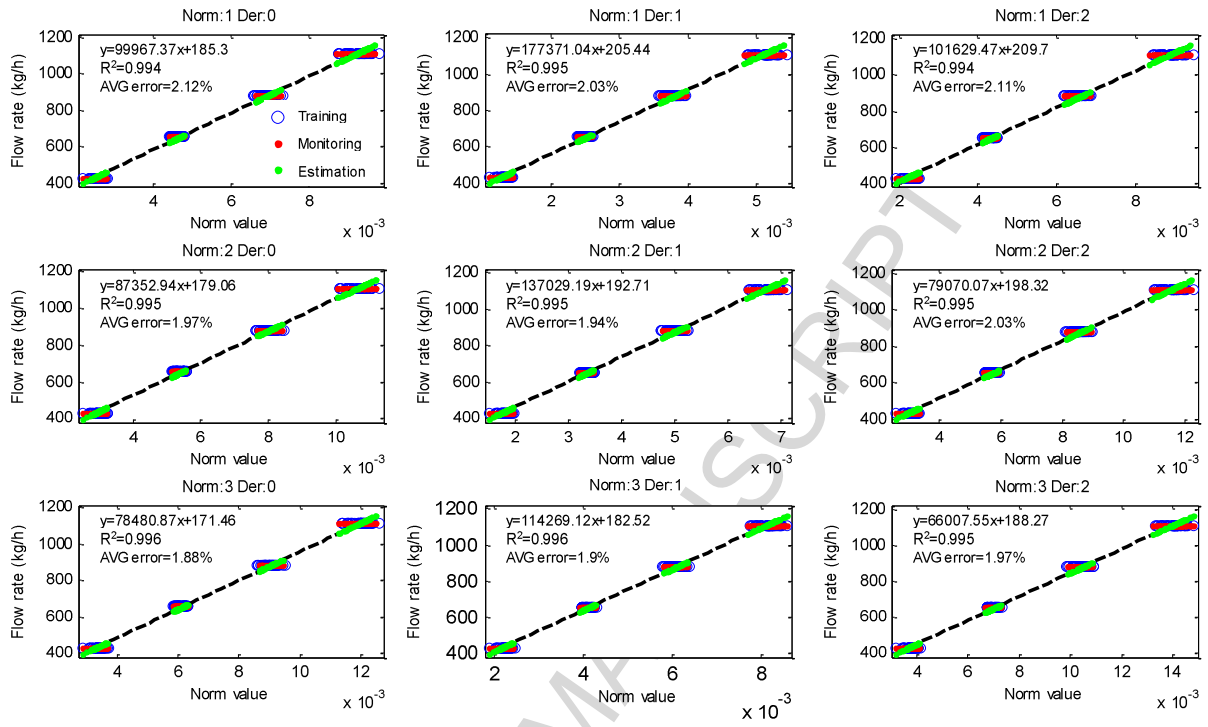 Norm:1 Der:0
1200
1000
800
600
400
Flow rate (kg/h)
y=99967.37x+185.3
R²=0.994
AVG error=2.12%
Training
Monitoring
Estimation
4 6 8
Norm value
x 10⁻³
Norm:1 Der:1
1200
1000
800
600
400
Flow rate (kg/h)
y=177371.04x+205.44
R²=0.995
AVG error=2.03%
2 3 4 5
Norm value
x 10⁻³
Norm:1 Der:2
1200
1000
800
600
400
Flow rate (kg/h)
y=101629.47x+209.7
R²=0.994
AVG error=2.11%
2 4 6 8
Norm value
x 10⁻³
Norm:2 Der:0
1200
1000
800
600
400
Flow rate (kg/h)
y=87352.94x+179.06
R²=0.995
AVG error=1.97%
4 6 8 10
Norm value
x 10⁻³
Norm:2 Der:1
1200
1000
800
600
400
Flow rate (kg/h)
y=137029.19x+192.71
R²=0.995
AVG error=1.94%
2 3 4 5 6 7
Norm value
x 10⁻³
Norm:2 Der:2
1200
1000
800
600
400
Flow rate (kg/h)
y=79070.07x+198.32
R²=0.995
AVG error=2.03%
4 6 8 10 12
Norm value
x 10⁻³
Norm:3 Der:0
1200
1000
800
600
400
Flow rate (kg/h)
y=78480.87x+171.46
R²=0.996
AVG error=1.88%
4 6 8 10 12
Norm value
x 10⁻³
Norm:3 Der:1
1200
1000
800
600
400
Flow rate (kg/h)
y=114269.12x+182.52
R²=0.996
AVG error=1.9%
2 4 6 8
Norm value
x 10⁻³
Norm:3 Der:2
1200
1000
800
600
400
Flow rate (kg/h)
y=66007.55x+188.27
R²=0.995
AVG error=1.97%
4 6 8 10 12 14
Norm value
x 10⁻³
MANUSCRIPT